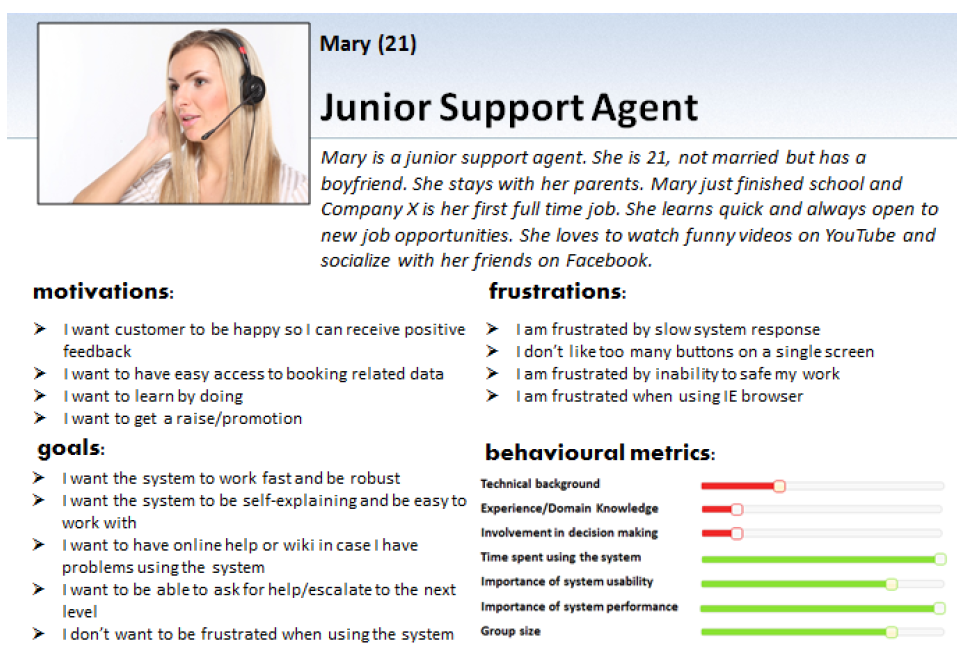 Mary (21)
Junior Support Agent
Mary is a junior support agent. She is 21, not married but has a
boyfriend. She stays with her parents. Mary just finished school and
Company X is her first full time job. She learns quick and always open to
new job opportunities. She loves to watch funny videos on YouTube and
socialize with her friends on Facebook.
motivations:
➤ I want customer to be happy so I can receive positive
feedback
➤ I want to have easy access to booking related data
➤ I want to learn by doing
➤ I want to get a raise/promotion
goals:
➤ I want the system to work fast and be robust
➤ I want the system to be self-explaining and be easy to
work with
➤ I want to have online help or wiki in case I have
problems using the system
➤ I want to be able to ask for help/escalate to the next
level
➤ I don't want to be frustrated when using the system
frustrations:
➤ I am frustrated by slow system response
➤ I don't like too many buttons on a single screen
➤ I am frustrated by inability to safe my work
➤ I am frustrated when using IE browser
behavioural metrics:
Technical background
Experience/Domain Knowledge
Involvement in decision making
Time spent using the system
Importance of system usability
Importance of system performance
Group size